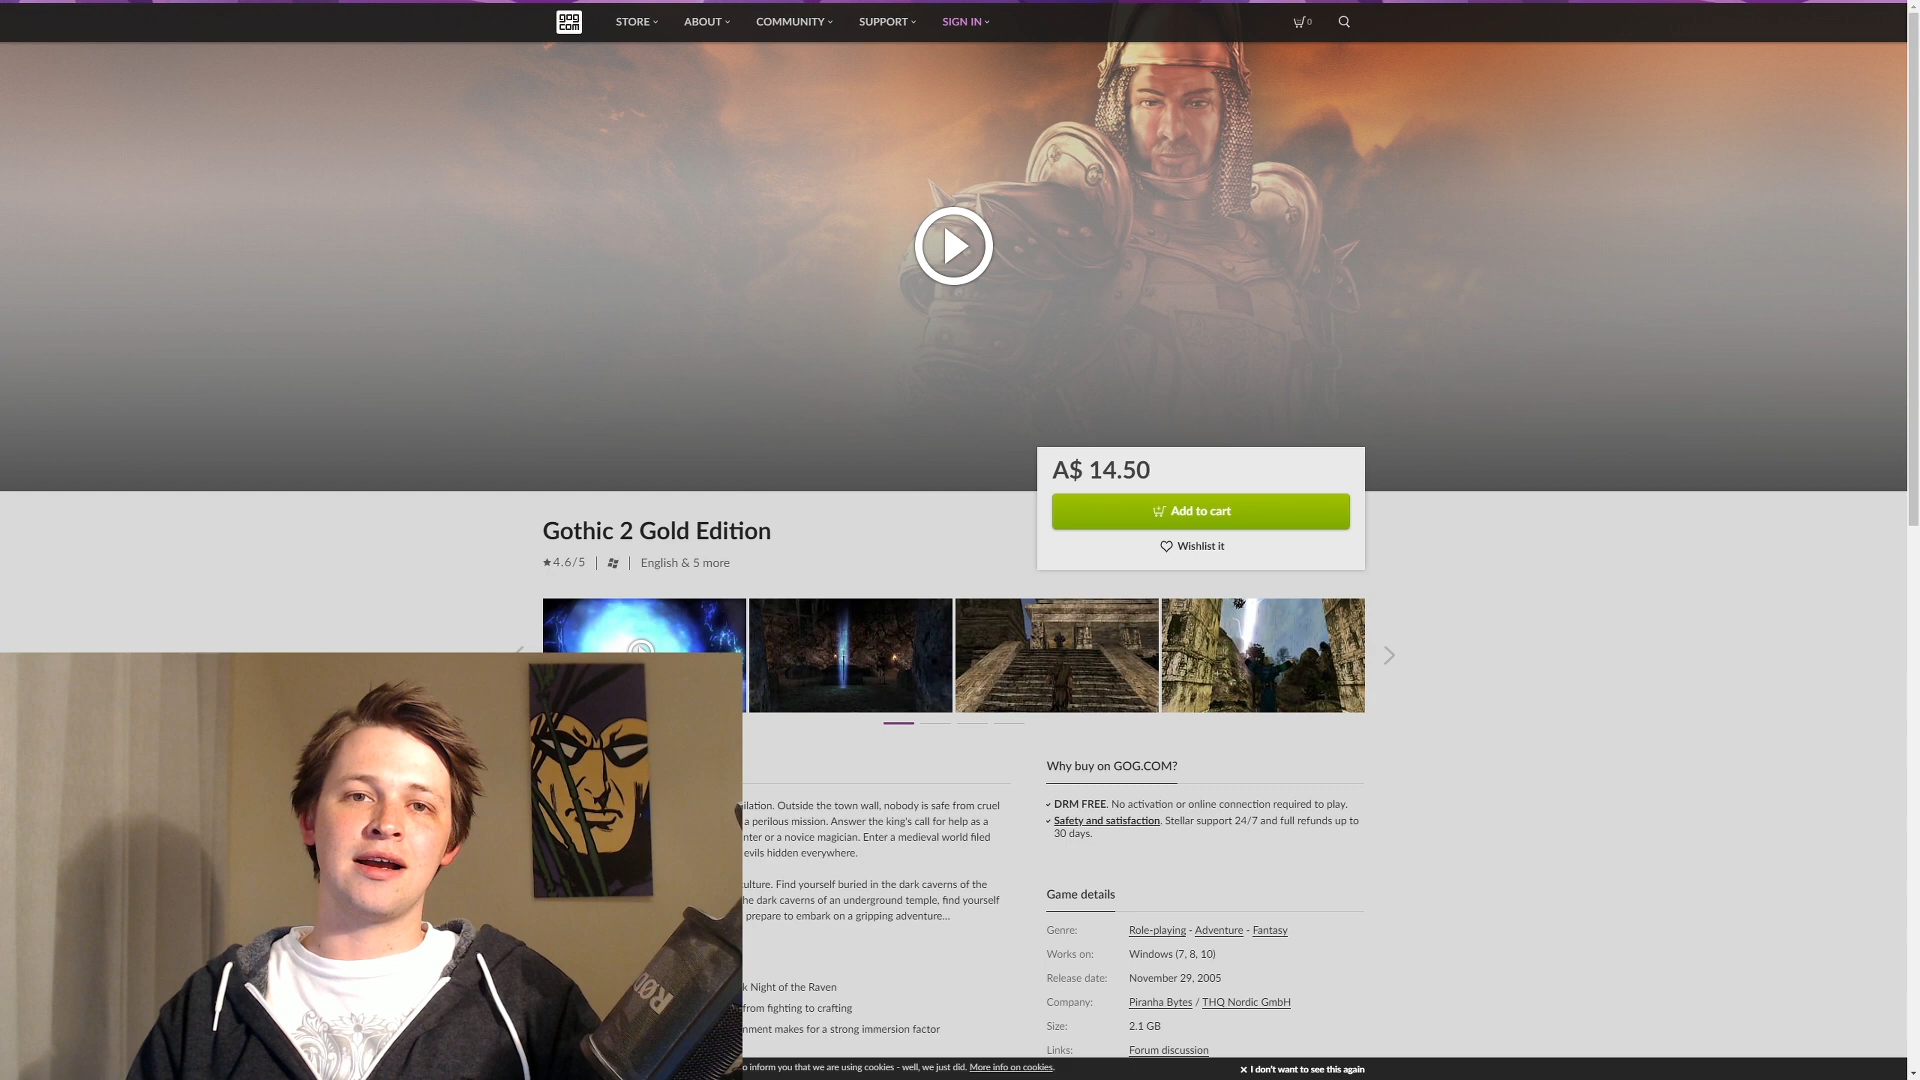 gog
com
STORE
ABOUT
COMMUNITY
SUPPORT
SIGN IN
0
A$ 14.50
Add to cart
Wishlist it
Gothic 2 Gold Edition
4.6/5
English & 5 more
ilation. Outside the town wall, nobody is safe from cruel
a perilous mission. Answer the king's call for help as a
nter or a novice magician. Enter a medieval world filed
evils hidden everywhere.
ulture. Find yourself buried in the dark caverns of the
he dark caverns of an underground temple, find yourself
prepare to embark on a gripping adventure...
k Night of the Raven
from fighting to crafting
nment makes for a strong immersion factor
Why buy on GOG.COM?
DRM FREE. No activation or online connection required to play.
Safety and satisfaction. Stellar support 24/7 and full refunds up to
30 days.
Game details
Genre: Role-playing - Adventure - Fantasy
Works on: Windows (7, 8, 10)
Release date: November 29, 2005
Company: Piranha Bytes / THQ Nordic GmbH
Size: 2.1 GB
Links: Forum discussion
RØD
o inform you that we are using cookies - well, we just did. More info on cookies.
I don't want to see this again